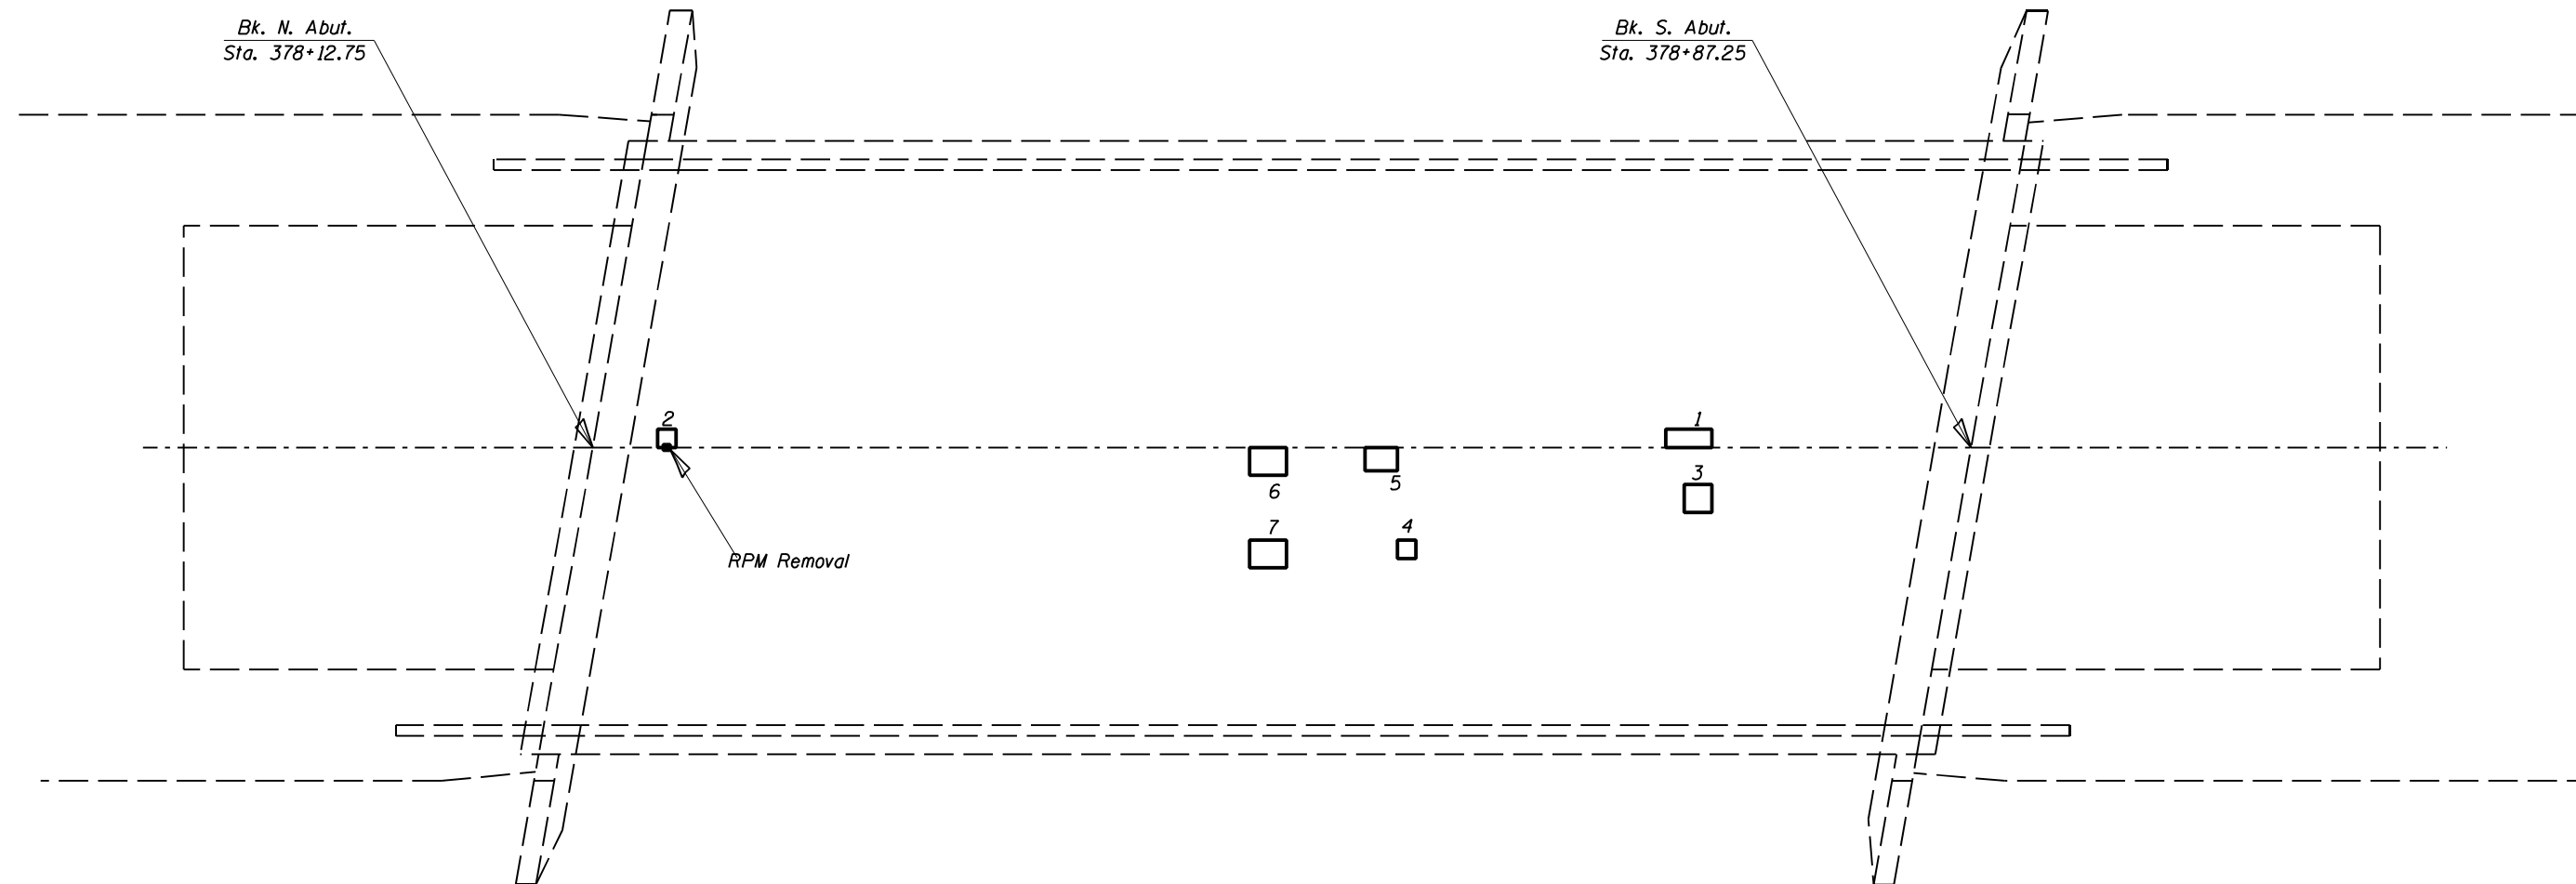 Bk. N. Abut.
Sta. 378+12.75
Bk. S. Abut.
Sta. 378+87.25
2
1
3
6
5
7
4
RPM Removal